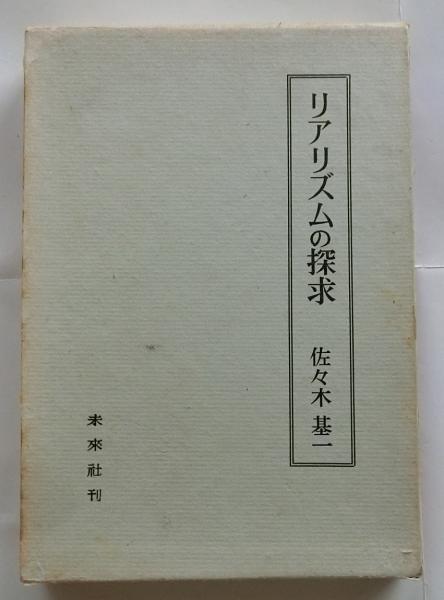 リアリズムの探求
佐々木基一
未來社刊